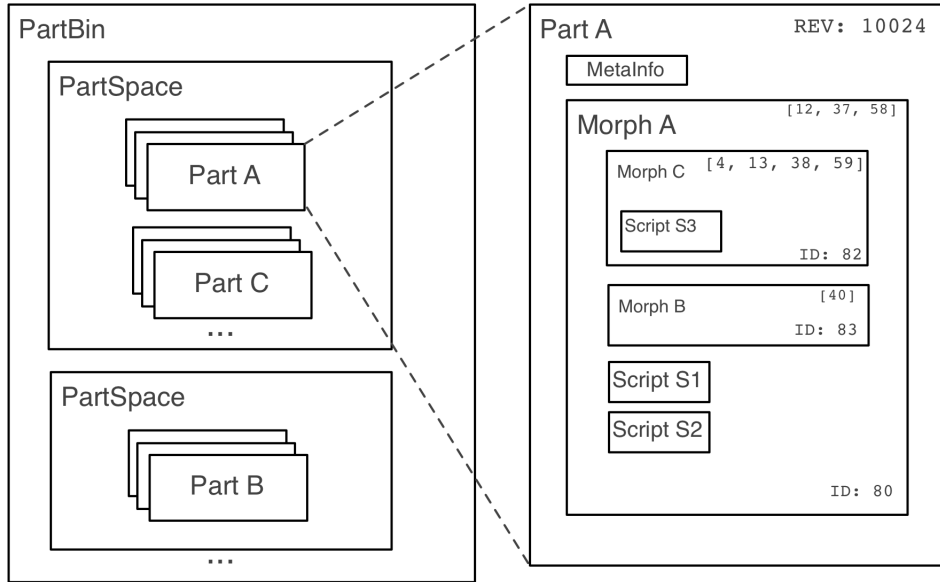 PartBin
PartSpace
Part A
Part C
...
PartSpace
Part B
...
Part A
REV: 10024
MetaInfo
[12, 37, 58]
Morph A
Morph C
[4, 13, 38, 59]
Script S3
ID: 82
[40]
Morph B
ID: 83
Script S1
Script S2
ID: 80